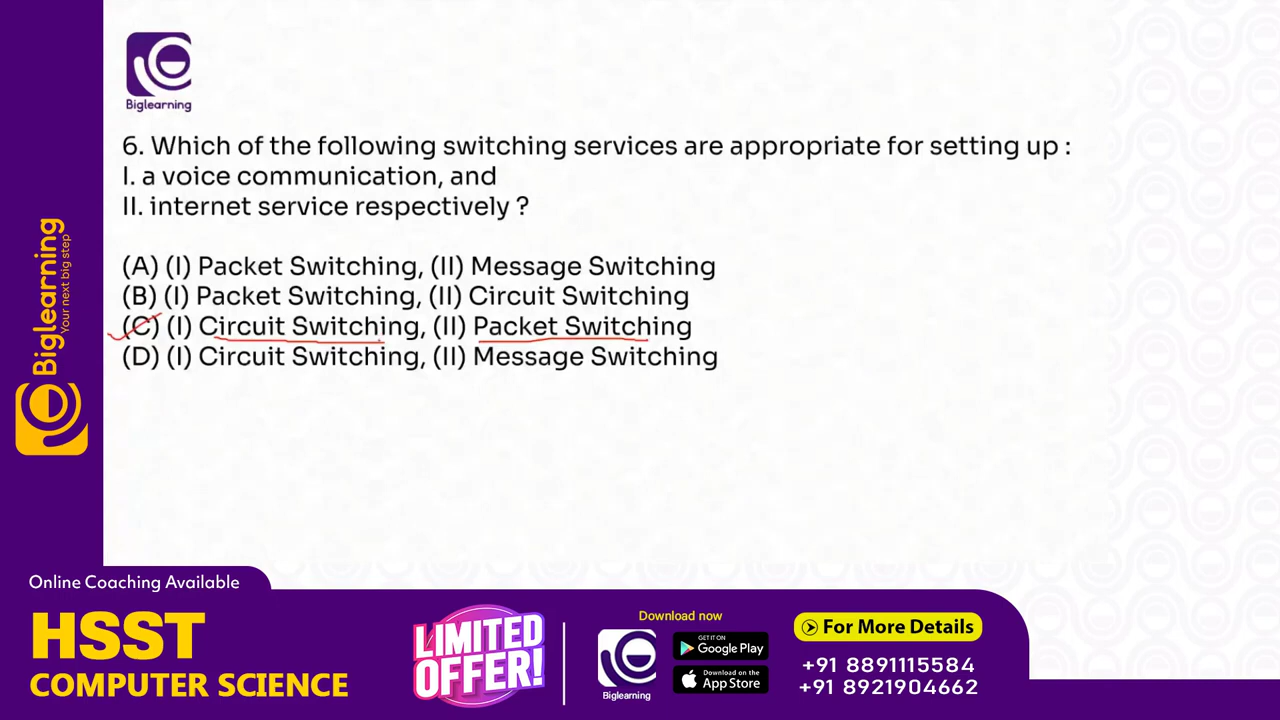 Biglearning
6. Which of the following switching services are appropriate for setting up :
I. a voice communication, and
II. internet service respectively ?
(A) (I) Packet Switching, (II) Message Switching
(B) (I) Packet Switching, (II) Circuit Switching
(C) (I) Circuit Switching, (II) Packet Switching
(D) (I) Circuit Switching, (II) Message Switching
Biglearning
Your next big step
Online Coaching Available
HSST
COMPUTER SCIENCE
LIMITED
OFFER!
Download now
Biglearning
GET IT ON
Google Play
Download on the
App Store
For More Details
+91 8891115584
+91 8921904662